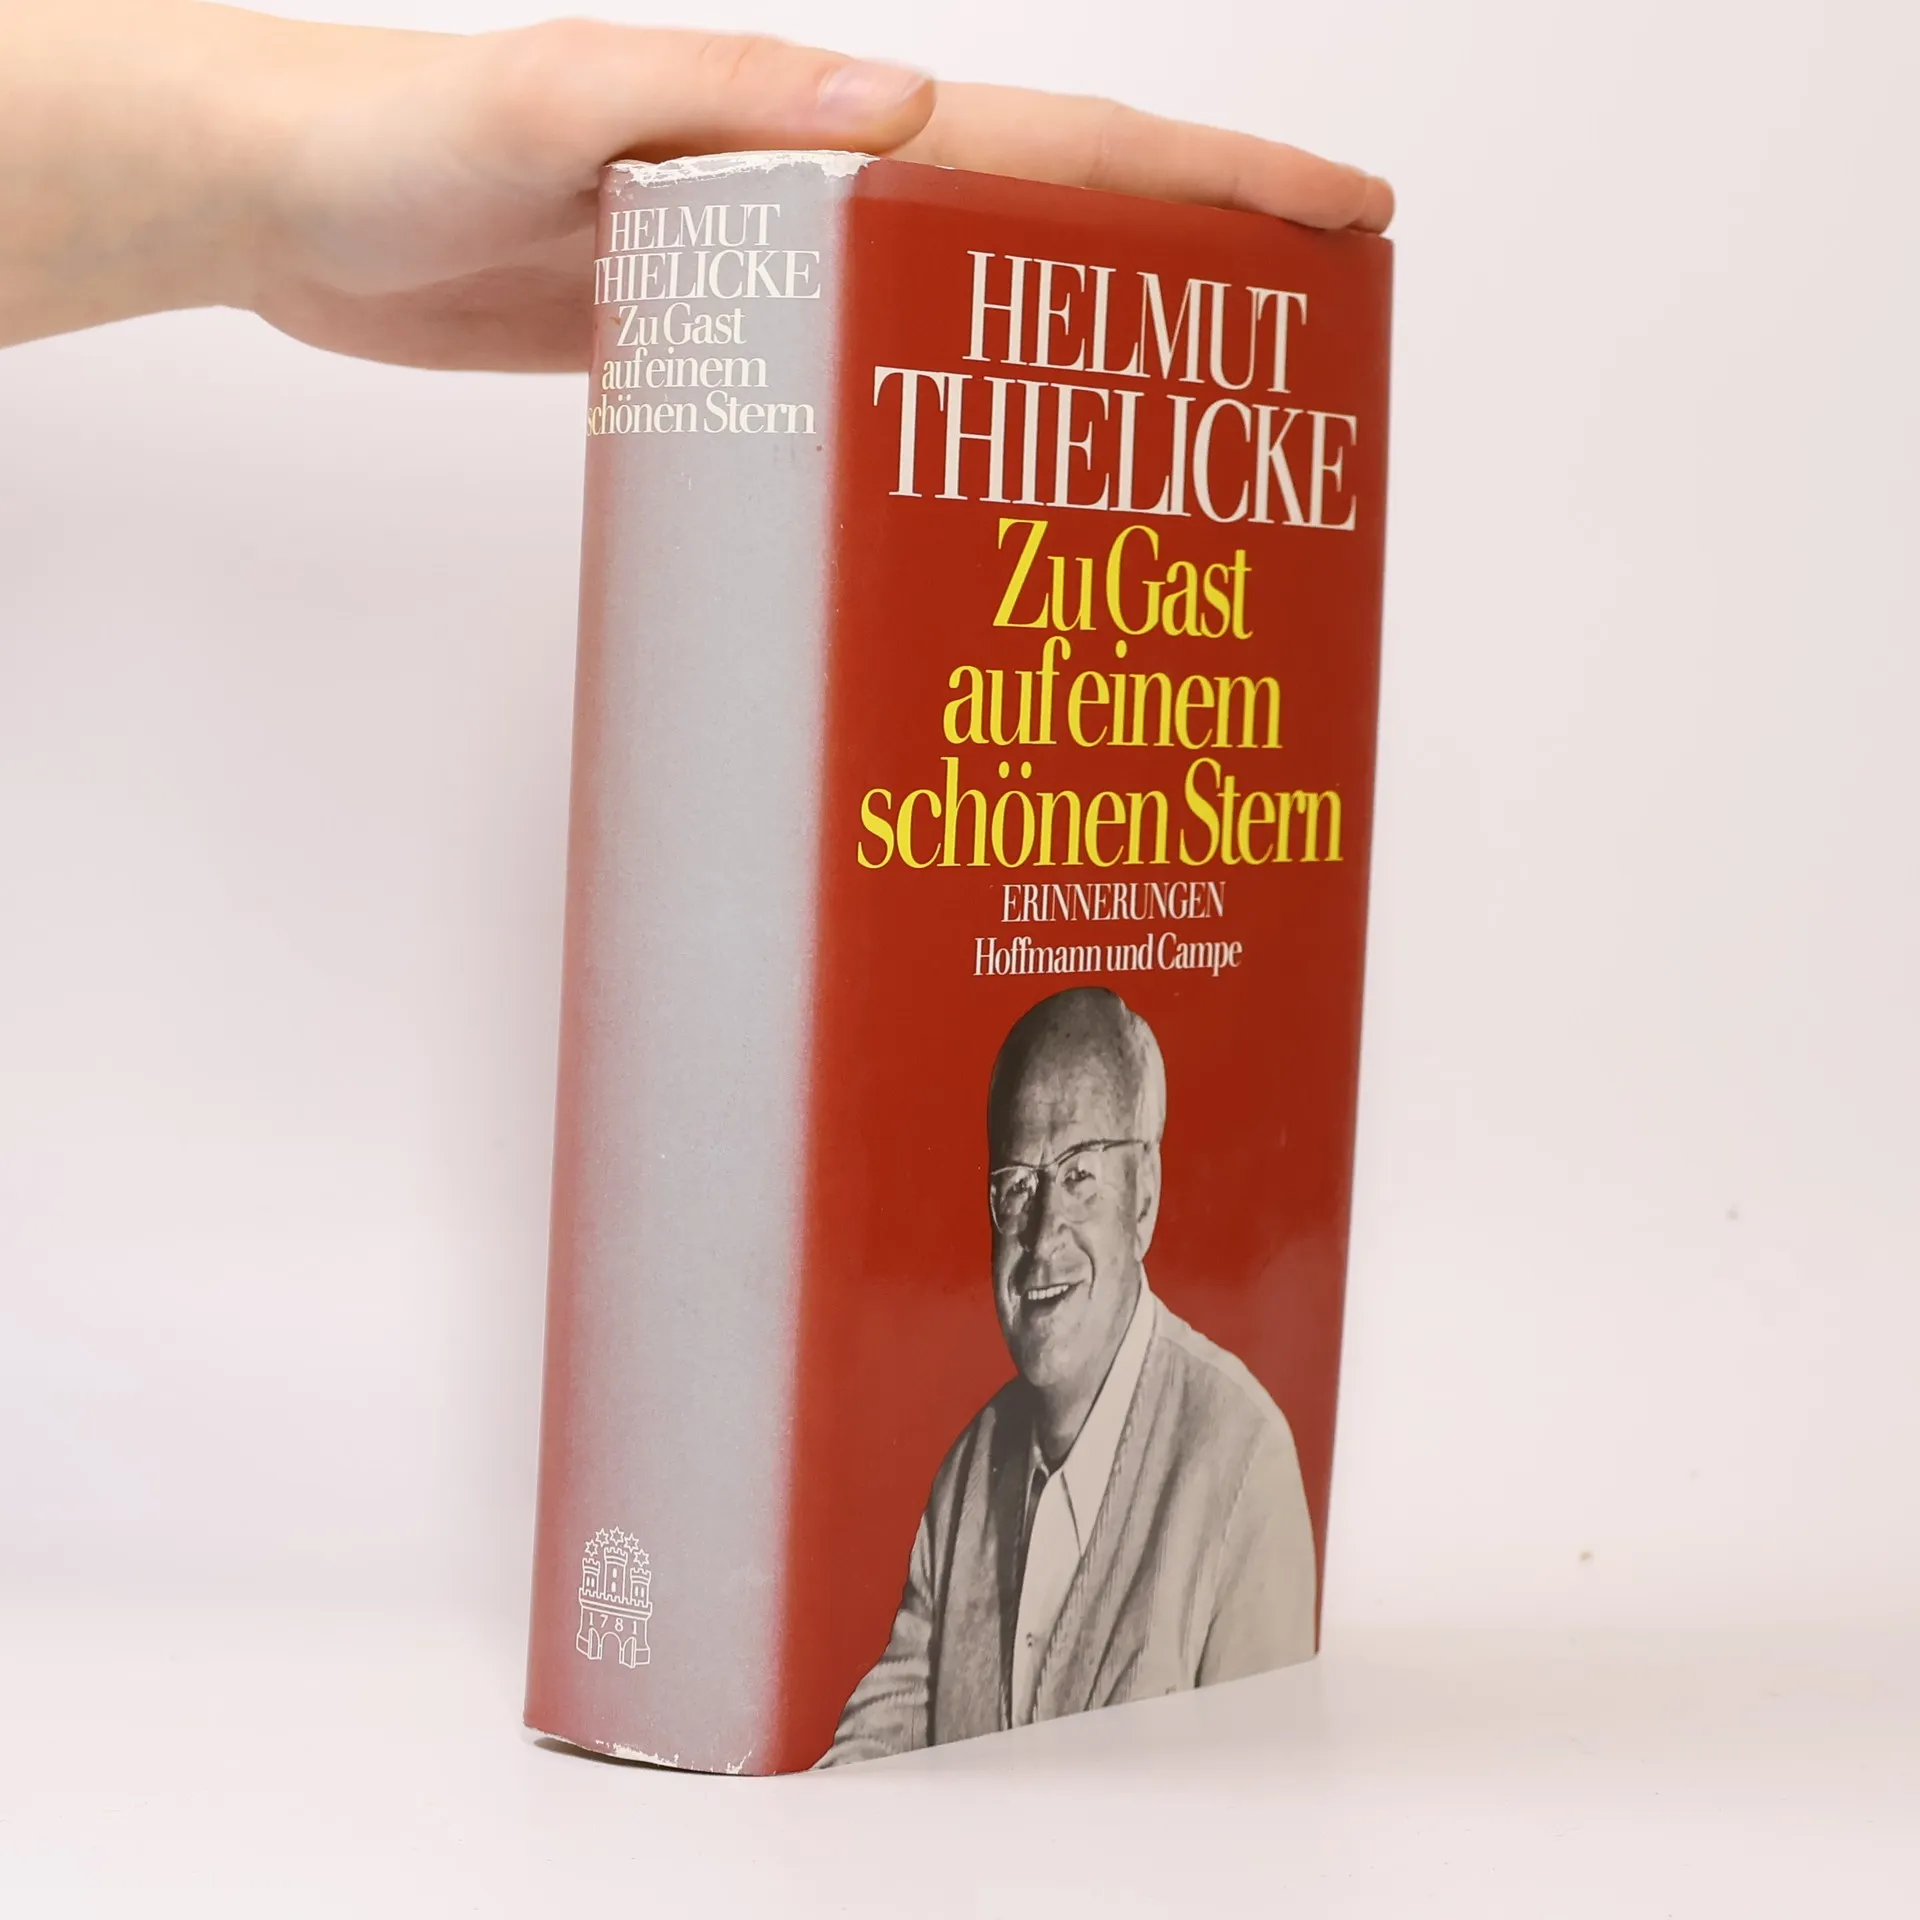 HELMUT
THIELICKE
Zu Gast
auf einem
schönen Stern
1781
HELMUT
THIELICKE
Zu Gast
auf einem
schönen Stern
ERINNERUNGEN
Hoffmann und Campe